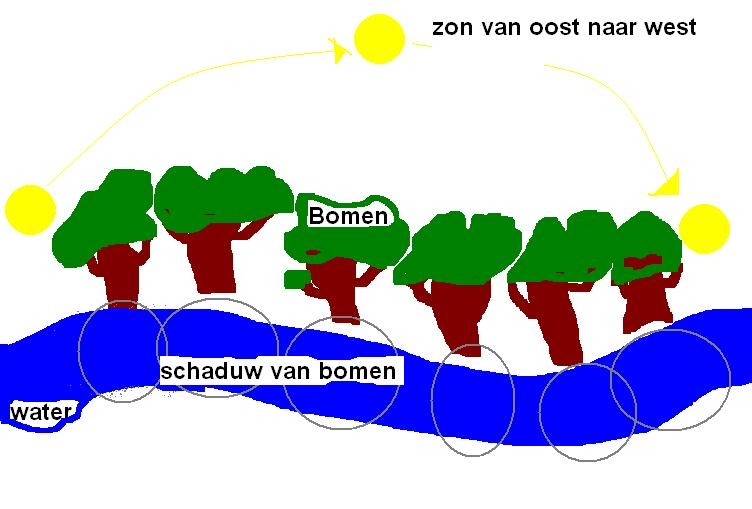 zon van oost naar west
Bomen
schaduw van bomen
water